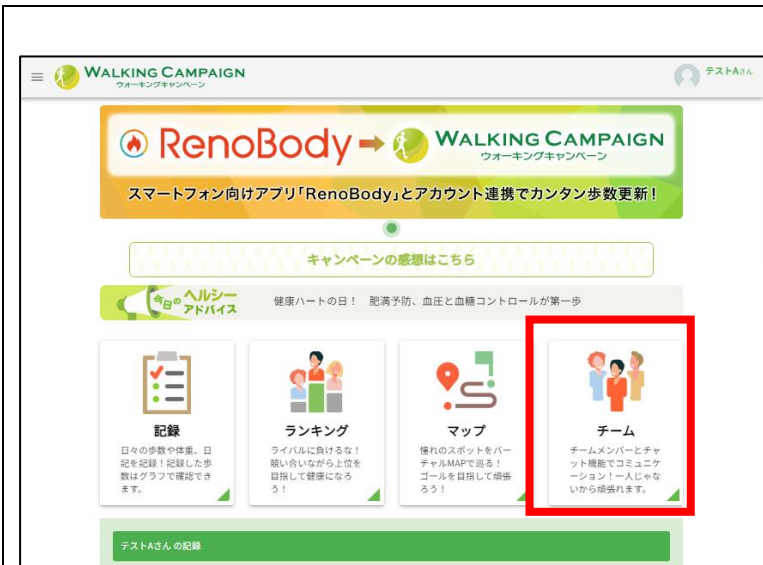 WALKING CAMPAIGN
ウォーキングキャンペーン
テストAさん
RenoBody WALKING CAMPAIGN
ウォーキングキャンペーン
スマートフォン向けアプリ「RenoBody」とアカウント連携でカンタン歩数更新！
キャンペーンの感想はこちら
今日のヘルシーアドバイス
健康ハートの日！ 肥満予防、血圧と血糖コントロールが第一歩
記録
日々の歩数や体重、日
記を記録！記録した歩
数はグラフで確認でき
ます。
ランキング
ライバルに負けるな！
競い合いながら上位を
目指して健康になろ
う！
マップ
憧れのスポットをバー
チャルMAPで巡る！
ゴールを目指して頑張
ろう！
チーム
チームメンバーとチャ
ット機能でコミュニケ
ーション！一人じゃな
いから頑張れます。
テストAさん の記録